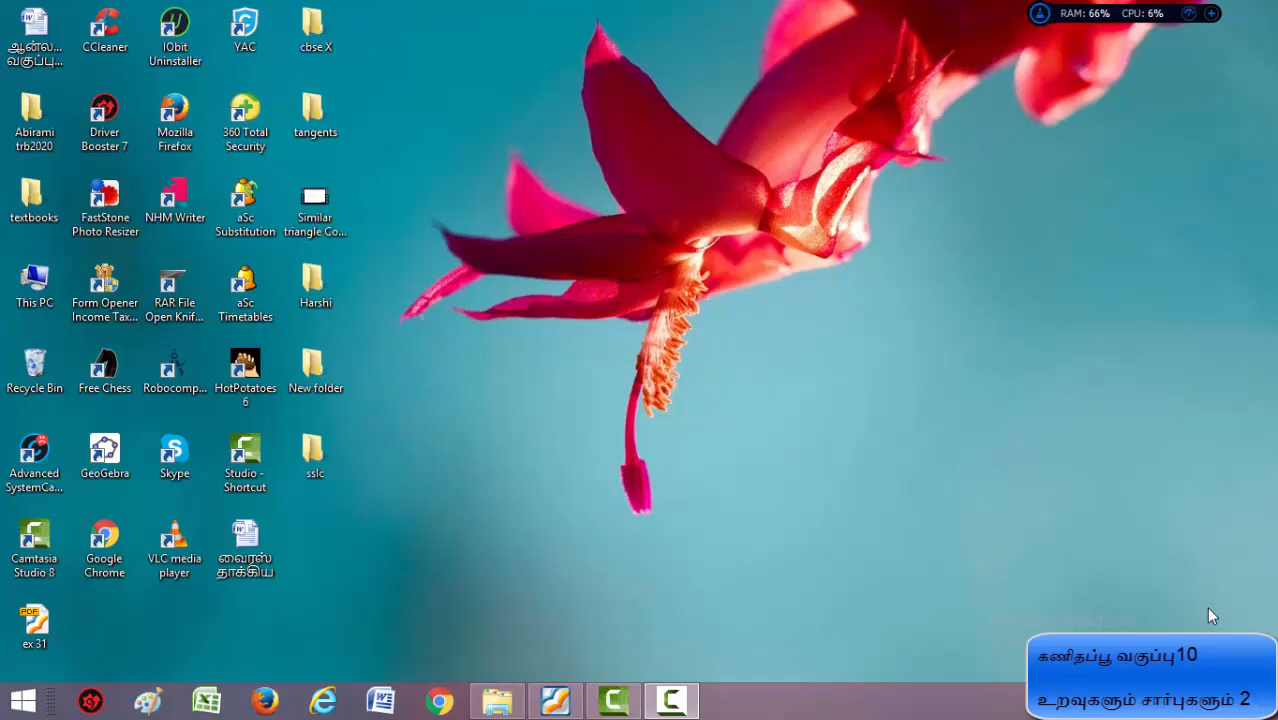 RAM: 66% CPU: 6%
ஆன்ல...
வகுப்பு...
CCleaner
IObit
Uninstaller
YAC
cbse X
Abirami
trb2020
Driver
Booster 7
Mozilla
Firefox
360 Total
Security
tangents
textbooks
FastStone
Photo Resizer
NHM Writer
aSc
Substitution
Similar
triangle Co...
This PC
Form Opener
Income Tax...
RAR File
Open Knif...
aSc
Timetables
Harshi
Recycle Bin
Free Chess
Robocomp...
HotPotatoes
6
New folder
Advanced
SystemCa...
GeoGebra
Skype
Studio -
Shortcut
sslc
Camtasia
Studio 8
Google
Chrome
VLC media
player
வைரஸ்
தாக்கிய
PDF
ex 31
கணிதப்பூ வகுப்பு10
உறவுகளும் சார்புகளும் 2